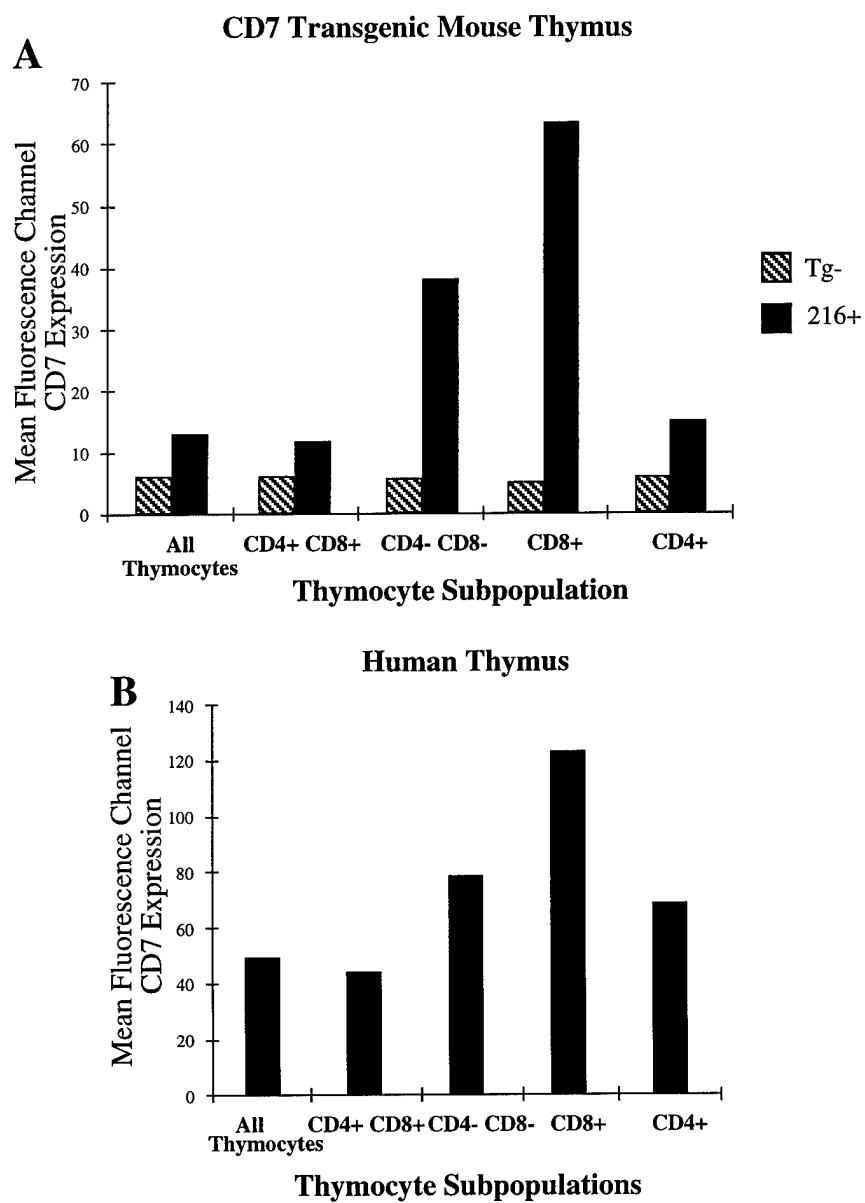 CD7 Transgenic Mouse Thymus
A
70
60
50
40
30
20
10
0
Mean Fluorescence Channel
CD7 Expression
Tg-
216+
All
Thymocytes
CD4+ CD8+
CD4- CD8-
CD8+
CD4+
Thymocyte Subpopulation
Human Thymus
B
140
120
100
80
60
40
20
0
Mean Fluorescence Channel
CD7 Expression
All
Thymocytes
CD4+ CD8+
CD4- CD8-
CD8+
CD4+
Thymocyte Subpopulations